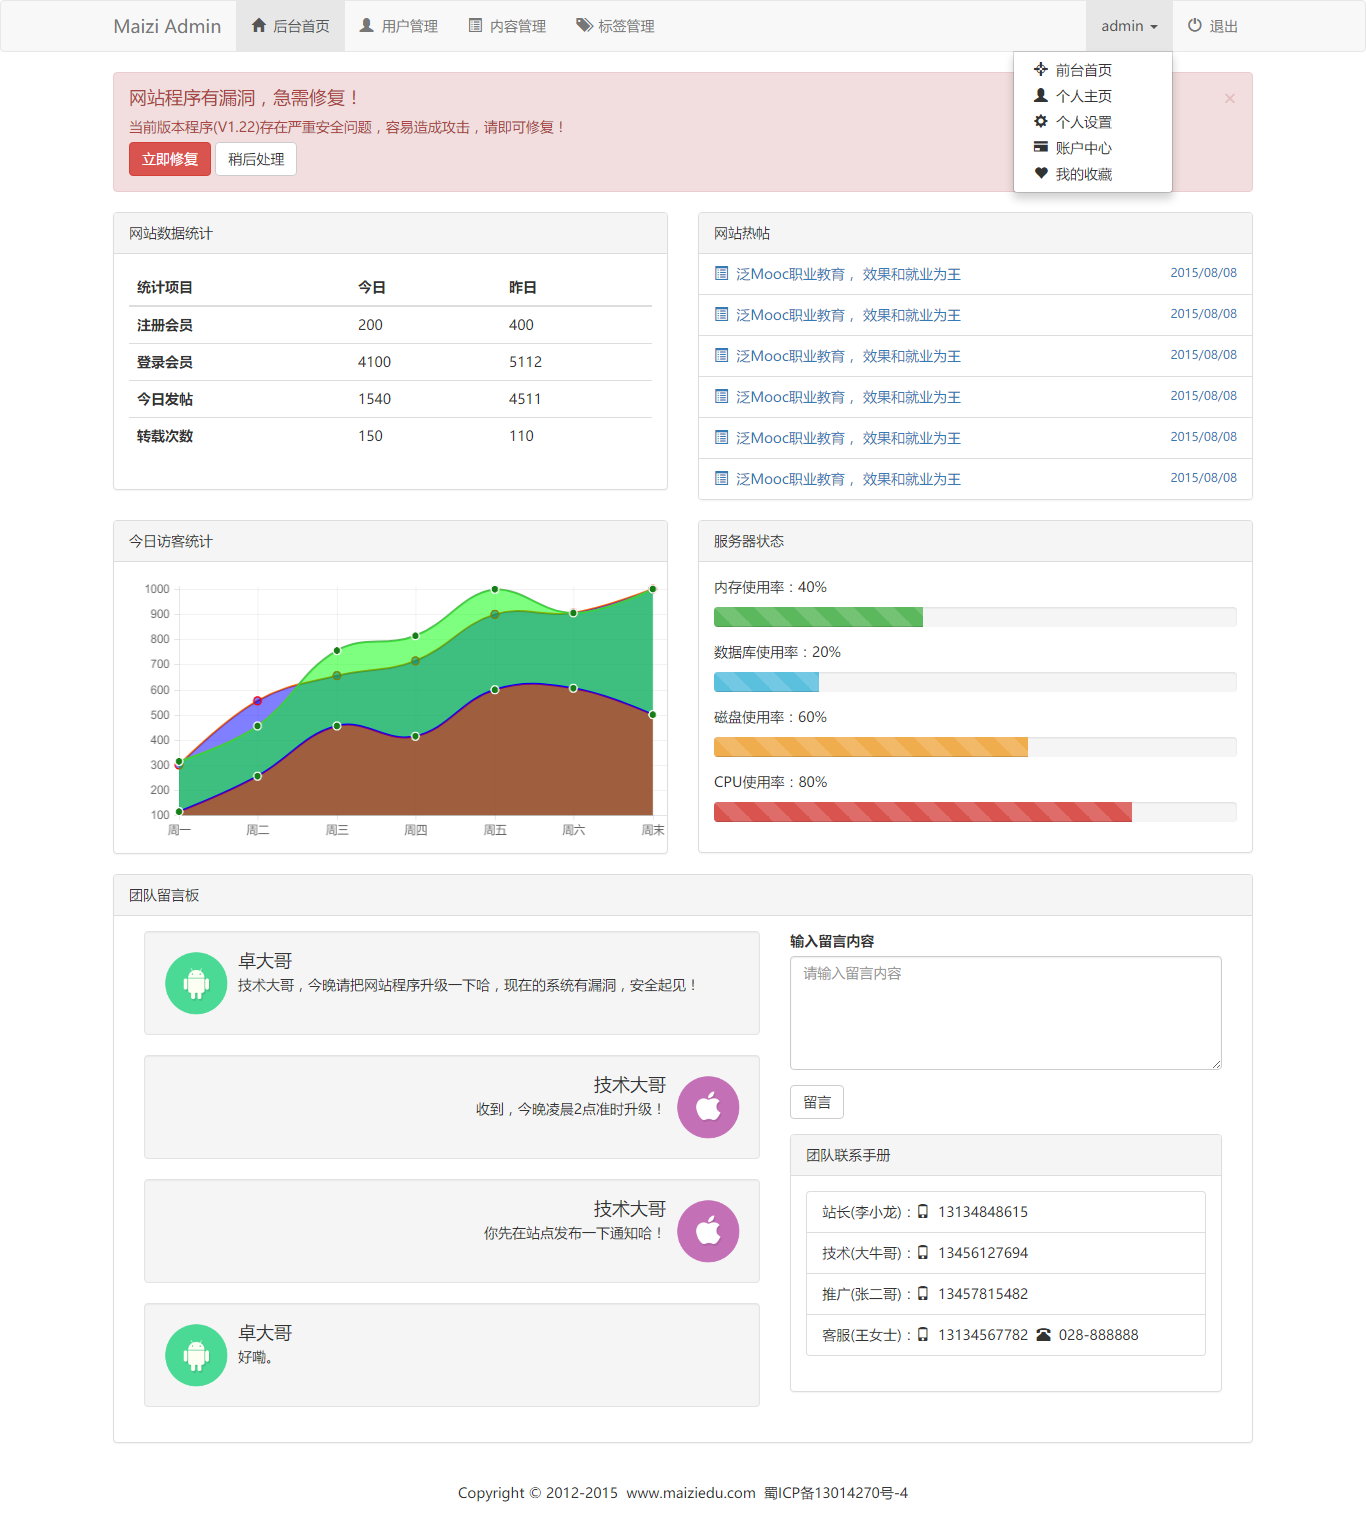 Maizi Admin 后台首页 用户管理 内容管理 标签管理 admin 退出
前台首页
个人主页
个人设置
账户中心
我的收藏
网站程序有漏洞，急需修复！ ×
当前版本程序(V1.22)存在严重安全问题，容易造成攻击，请即可修复！
立即修复 稍后处理
网站数据统计
统计项目 今日 昨日
注册会员 200 400
登录会员 4100 5112
今日发帖 1540 4511
转载次数 150 110
网站热帖
泛Mooc职业教育， 效果和就业为王 2015/08/08
泛Mooc职业教育， 效果和就业为王 2015/08/08
泛Mooc职业教育， 效果和就业为王 2015/08/08
泛Mooc职业教育， 效果和就业为王 2015/08/08
泛Mooc职业教育， 效果和就业为王 2015/08/08
泛Mooc职业教育， 效果和就业为王 2015/08/08
今日访客统计
1000
900
800
700
600
500
400
300
200
100
周一 周二 周三 周四 周五 周六 周末
服务器状态
内存使用率：40%
数据库使用率：20%
磁盘使用率：60%
CPU使用率：80%
团队留言板
卓大哥
技术大哥，今晚请把网站程序升级一下哈，现在的系统有漏洞，安全起见！
技术大哥
收到，今晚凌晨2点准时升级！
技术大哥
你先在站点发布一下通知哈！
卓大哥
好嘞。
输入留言内容
请输入留言内容
留言
团队联系手册
站长(李小龙)： 13134848615
技术(大牛哥)： 13456127694
推广(张二哥)： 13457815482
客服(王女士)： 13134567782 028-888888
Copyright © 2012-2015 www.maiziedu.com 蜀ICP备13014270号-4